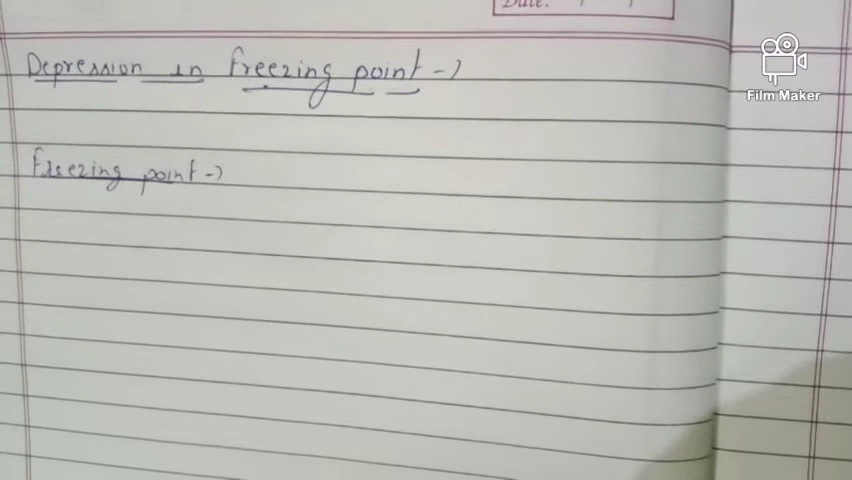 Date:
Film Maker
Depression in freezing point →
freezing point →